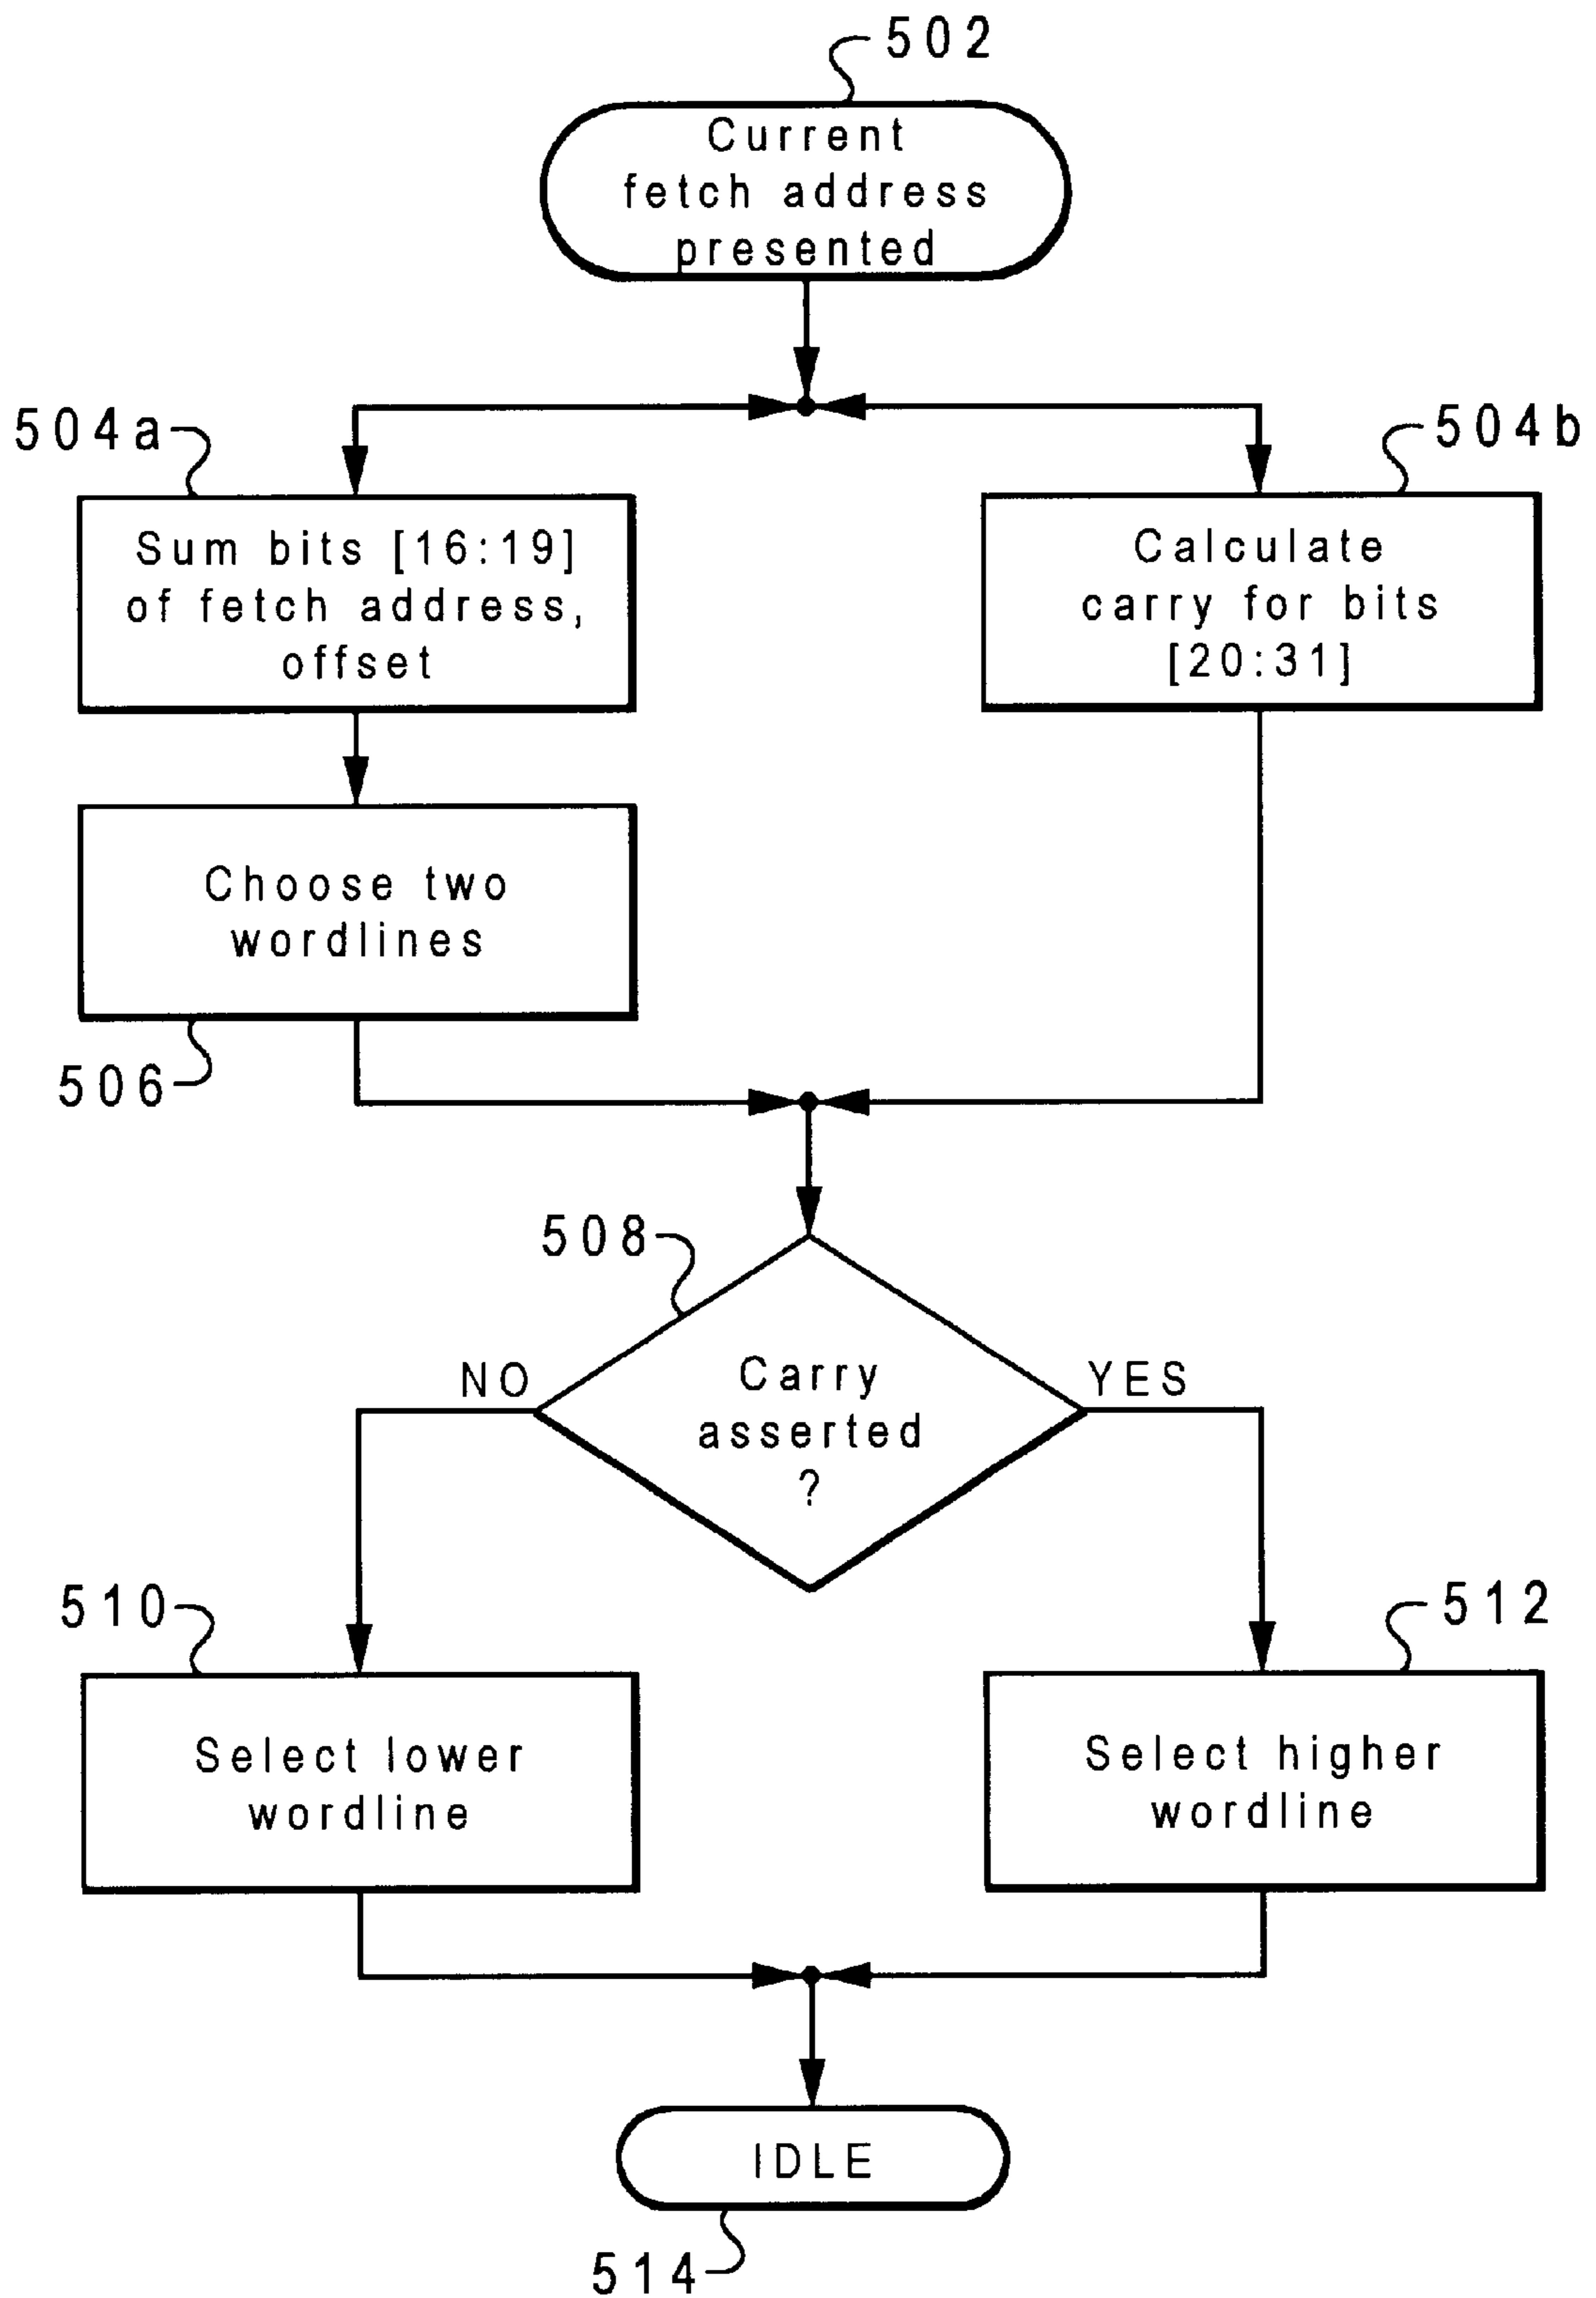 502
Current
fetch address
presented
504a
504b
Sum bits [16:19]
of fetch address,
offset
Calculate
carry for bits
[20:31]
Choose two
wordlines
506
508
NO
Carry
asserted
?
YES
510
512
Select lower
wordline
Select higher
wordline
IDLE
514